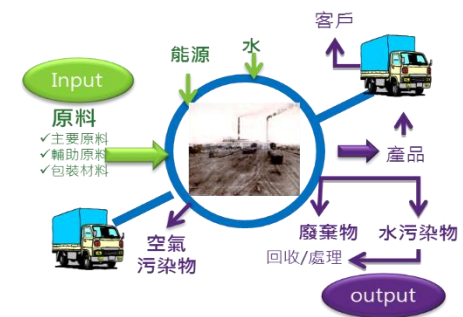 能源
水
客戶
Input
原料
✓主要原料
✓輔助原料
✓包裝材料
產品
空氣
污染物
廢棄物
水污染物
回收/處理
output